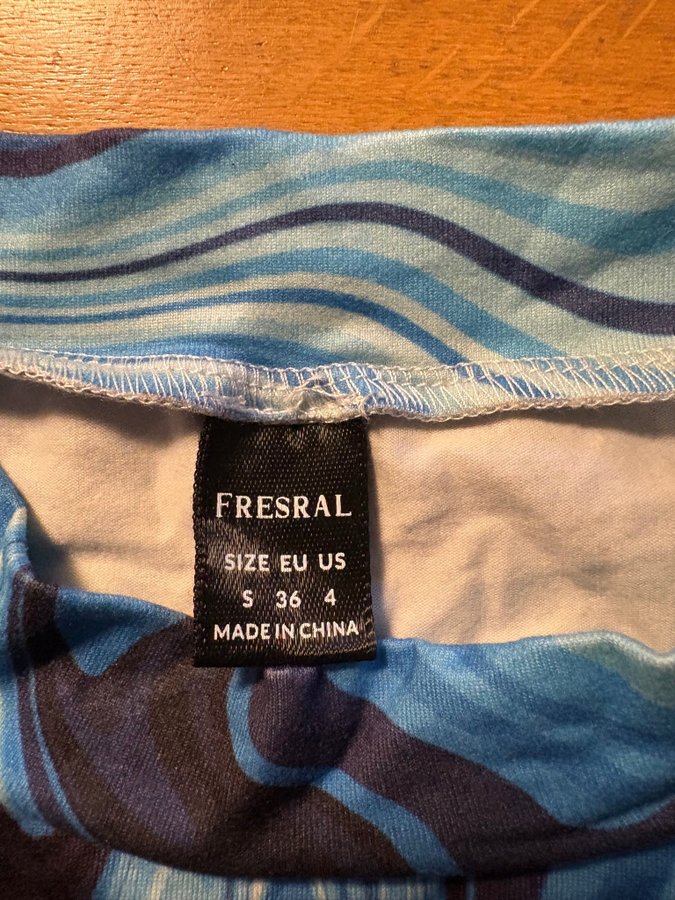 FRESRAL
SIZE EU US
S 36 4
MADE IN CHINA